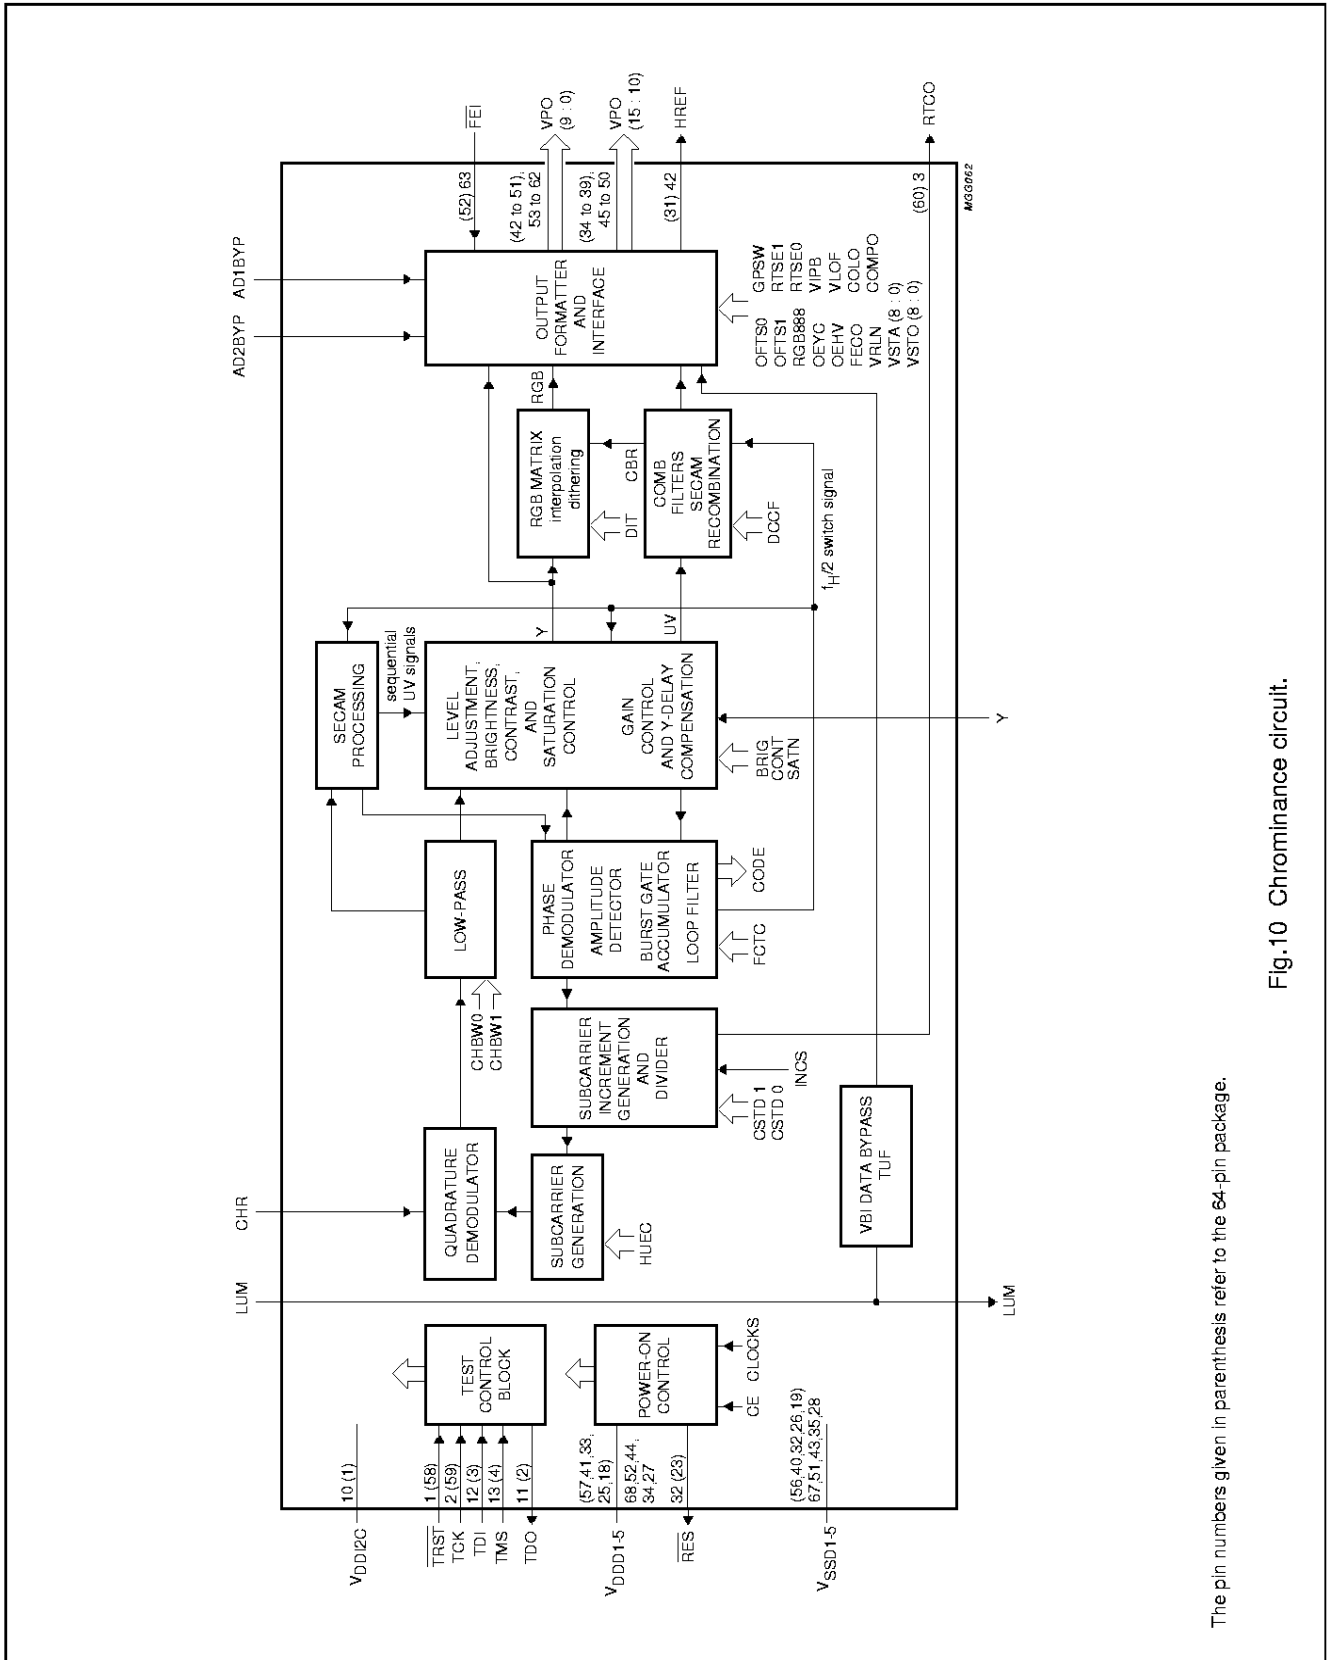 AD2BYP
AD1BYP
CHR
LUM
FEI
(52) 63
VPO
(9 : 0)
(42 to 51),
53 to 62
VPO
(15 : 10)
(34 to 39),
45 to 50
HREF
(31) 42
RTCO
(60) 3
MGG062
OUTPUT
FORMATTER
AND
INTERFACE
OFTS0
OFTS1
RGB888
OEYC
OEHV
FECO
VRLN
VSTA (8 : 0)
VSTO (8 : 0)
GPSW
RTSE1
RTSE0
VIPB
VLOF
COLO
COMPO
RGB
RGB MATRIX
interpolation
dithering
DIT
CBR
COMB
FILTERS
SECAM
RECOMBINATION
DCCF
fH/2 switch signal
SECAM
PROCESSING
sequential
UV signals
Y
UV
LEVEL
ADJUSTMENT,
BRIGHTNESS,
CONTRAST,
AND
SATURATION
CONTROL
GAIN
CONTROL
AND Y-DELAY
COMPENSATION
BRIG
CONT
SATN
Y
LOW-PASS
CHBW0
CHBW1
PHASE
DEMODULATOR
AMPLITUDE
DETECTOR
BURST GATE
ACCUMULATOR
LOOP FILTER
FCTC
CODE
SUBCARRIER
INCREMENT
GENERATION
AND
DIVIDER
CSTD 1
CSTD 0
INCS
QUADRATURE
DEMODULATOR
SUBCARRIER
GENERATION
HUEC
VBI DATA BYPASS
TUF
LUM
TEST
CONTROL
BLOCK
POWER-ON
CONTROL
CE
CLOCKS
VDDI2C
10 (1)
TRST
1 (58)
TCK
2 (59)
TDI
12 (3)
TMS
13 (4)
TDO
11 (2)
VDDD1-5
(57,41,33,
25,18)
68,52,44,
34,27
RES
32 (23)
VSSD1-5
(56,40,32,26,19)
67,51,43,35,28
The pin numbers given in parenthesis refer to the 64-pin package.
Fig.10 Chrominance circuit.